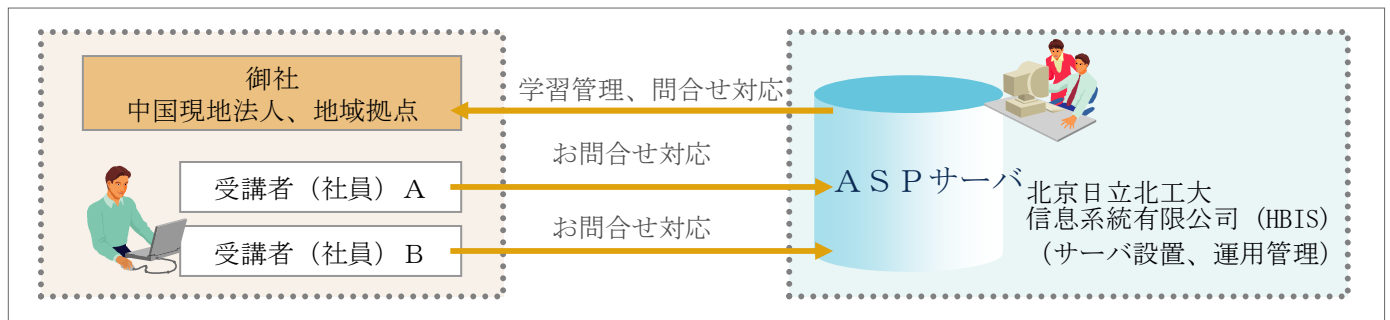 御社
中国現地法人、地域拠点
学習管理、問合せ対応
受講者（社員）Ａ
お問合せ対応
受講者（社員）Ｂ
お問合せ対応
ＡＳＰサーバ
北京日立北工大
信息系統有限公司（HBIS）
（サーバ設置、運用管理）